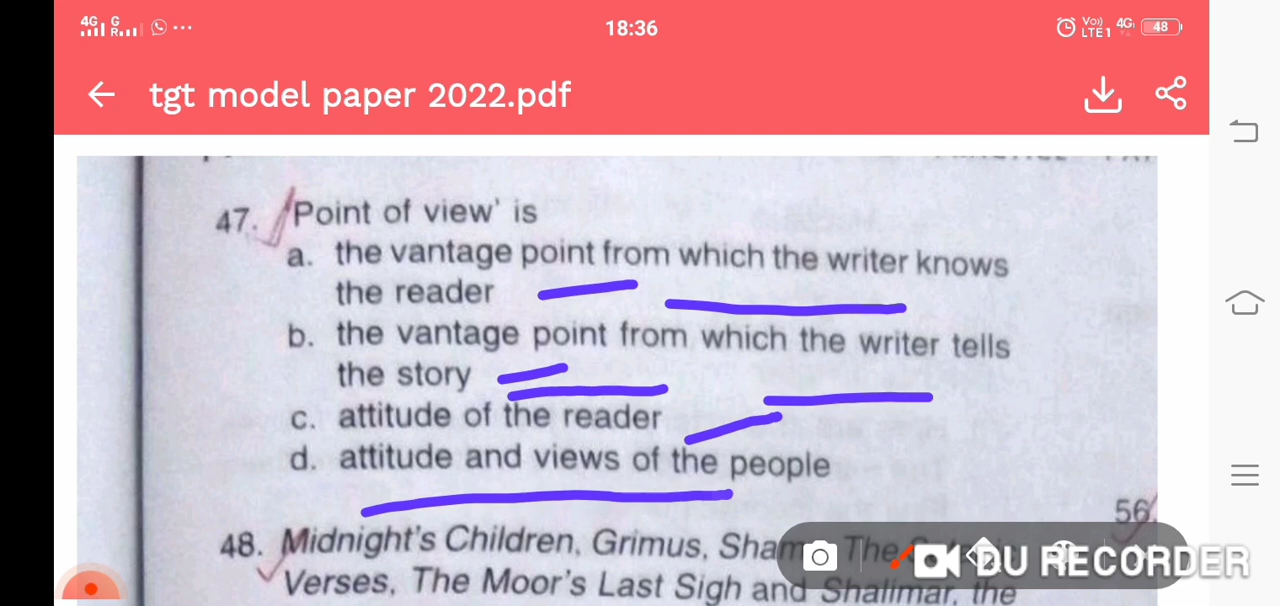 4G G R 18:36 Vo) LTE1 4G 48
tgt model paper 2022.pdf
47. 'Point of view' is
a. the vantage point from which the writer knows
the reader
b. the vantage point from which the writer tells
the story
c. attitude of the reader
d. attitude and views of the people
56.
48. Midnight's Children, Grimus, Sham The
DU RECORDER
Verses, The Moor's Last Sigh and Shalimar, the